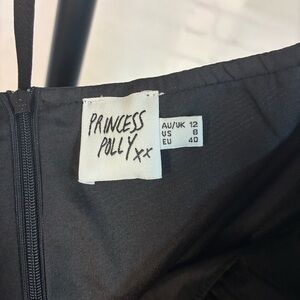 PRINCESS
POLLY xx
AU/UK 12
US 8
EU 40